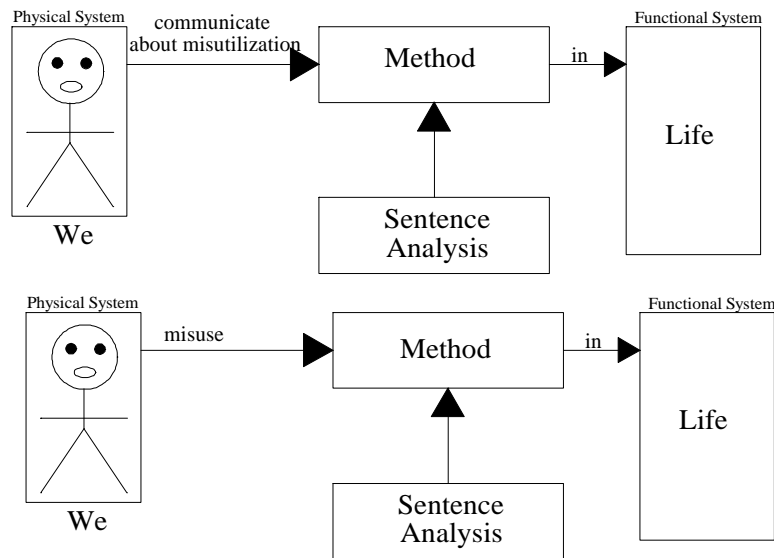 Physical System
communicate
about misutilization
Method
in
Functional System
Life
We
Sentence
Analysis
Physical System
misuse
Method
in
Functional System
Life
We
Sentence
Analysis